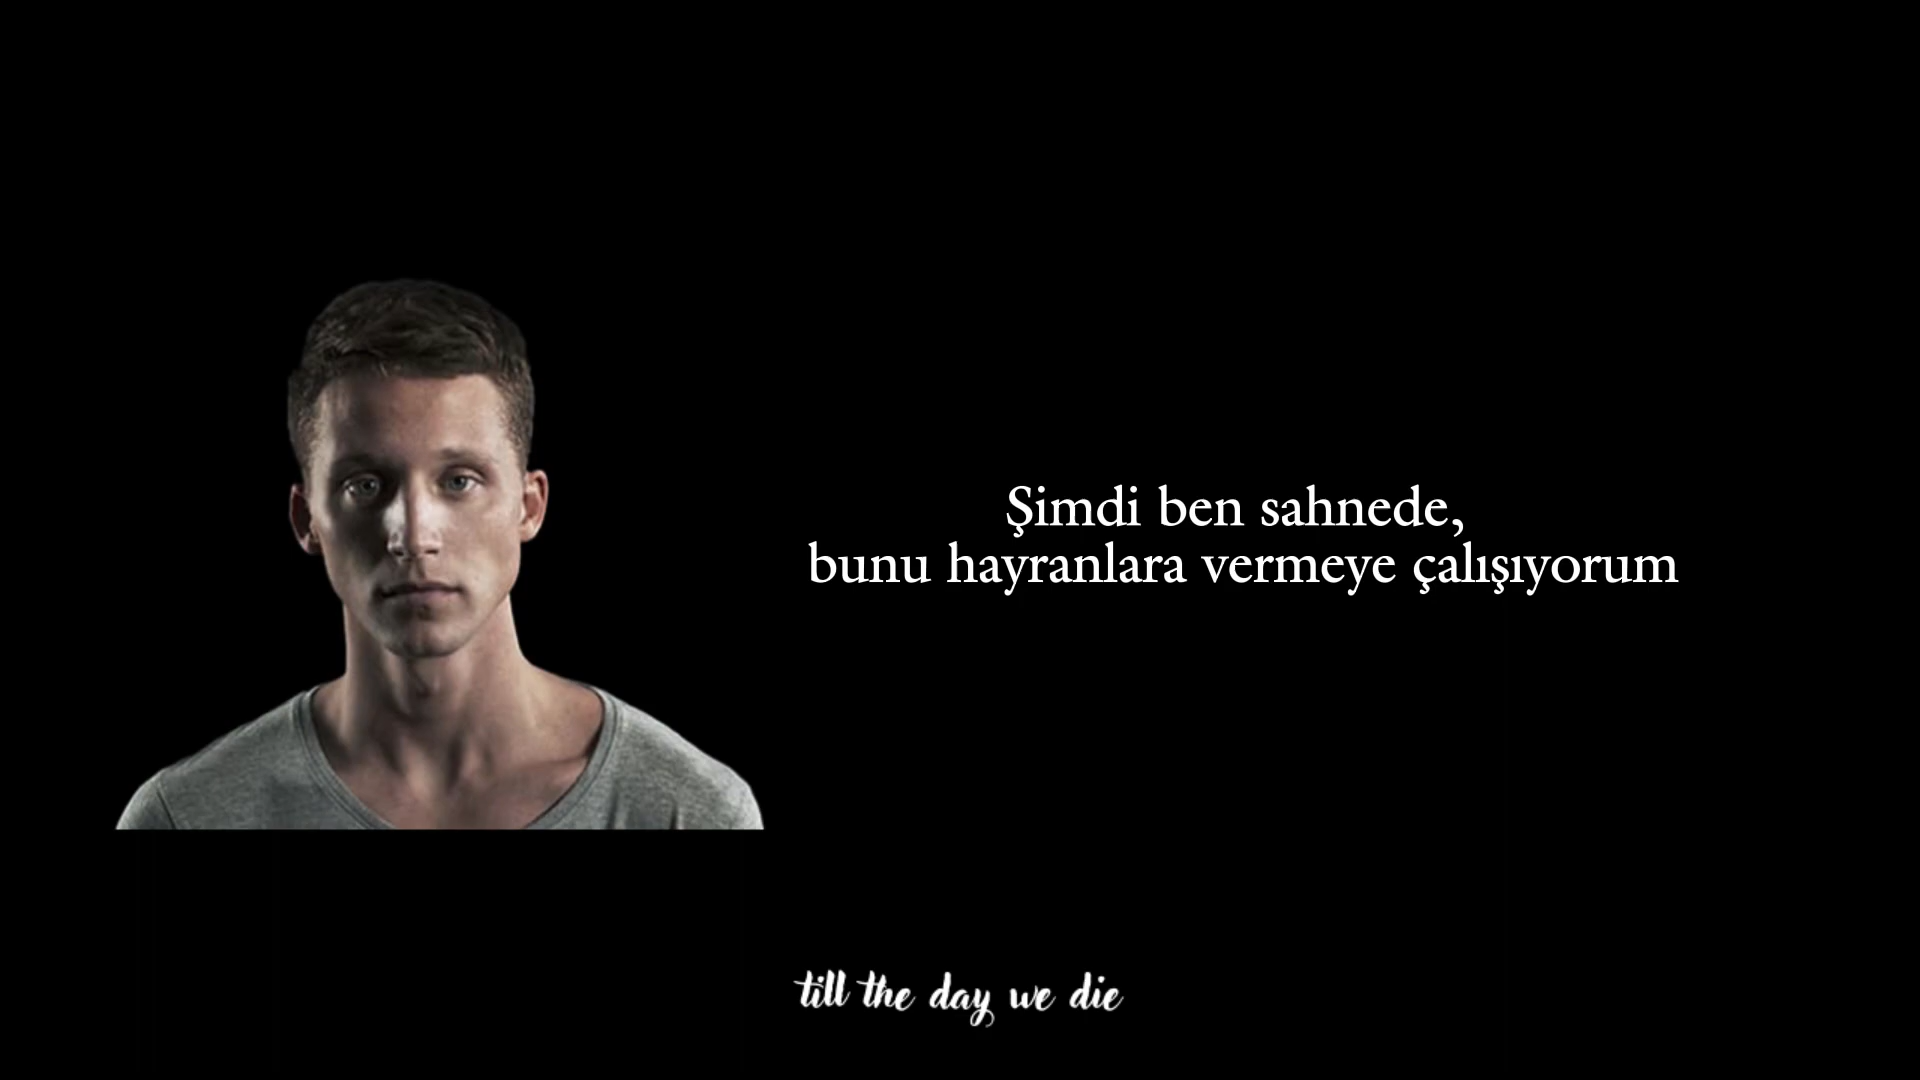 Şimdi ben sahnede,
bunu hayranlara vermeye çalışıyorum
till the day we die